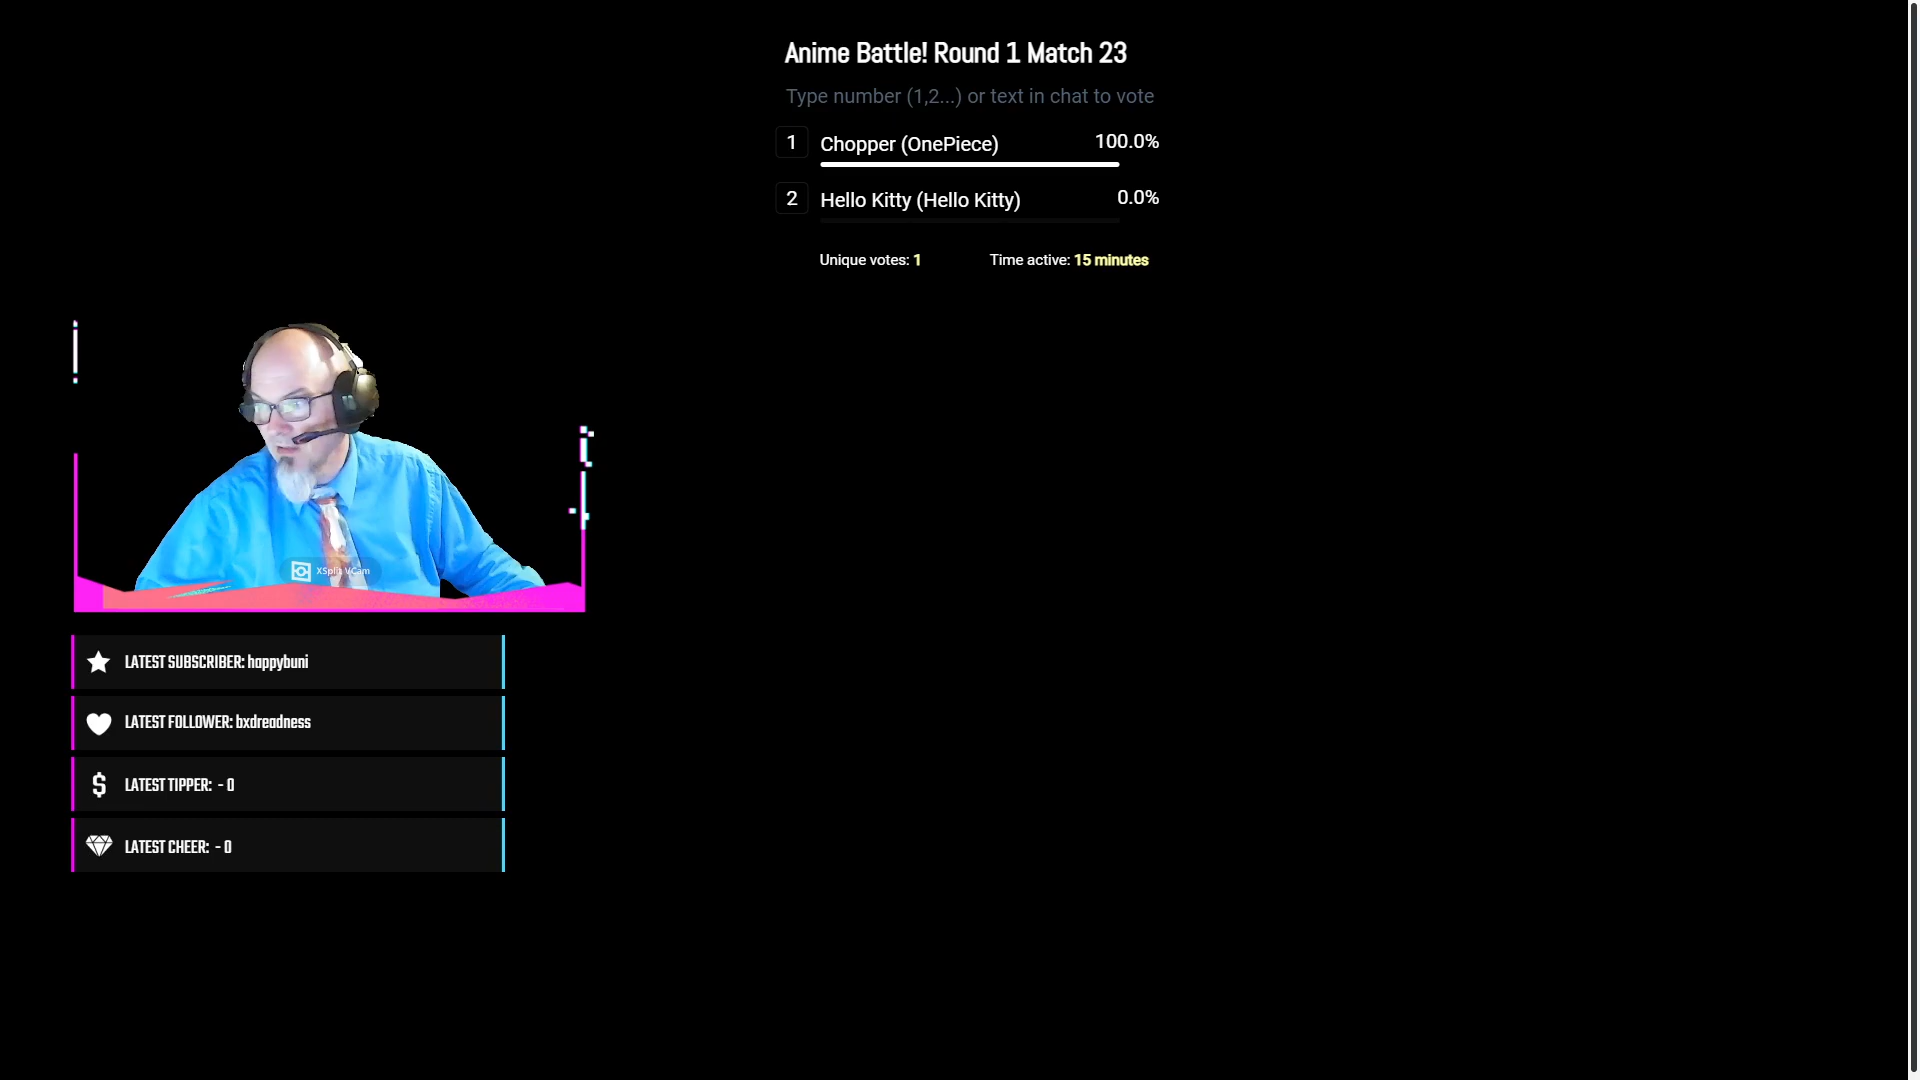 Anime Battle! Round 1 Match 23
Type number (1,2...) or text in chat to vote
1 Chopper (OnePiece) 100.0%
2 Hello Kitty (Hello Kitty) 0.0%
Unique votes: 1 Time active: 15 minutes
XSplit VCam
LATEST SUBSCRIBER: happybuni
LATEST FOLLOWER: bxdreadness
LATEST TIPPER: - 0
LATEST CHEER: - 0